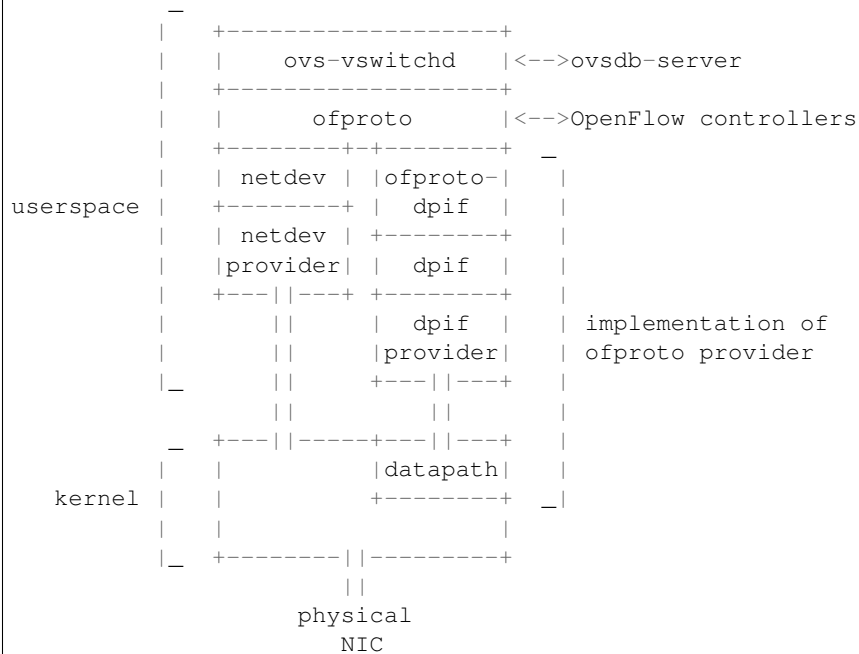 _
| +-------------------+
| | ovs-vswitchd |<-->ovsdb-server
| +-------------------+
| | ofproto |<-->OpenFlow controllers
| +--------+-+--------+ _
| | netdev | |ofproto-| |
userspace | +--------+ | dpif | |
| | netdev | +--------+ |
| |provider| | dpif | |
| +---||---+ +--------+ |
| || | dpif | | implementation of
| || |provider| | ofproto provider
|_ || +---||---+ |
|| || |
_ +---||-----+---||---+ |
| | |datapath| |
kernel | | +--------+ _|
| | |
|_ +--------||---------+
||
physical
NIC